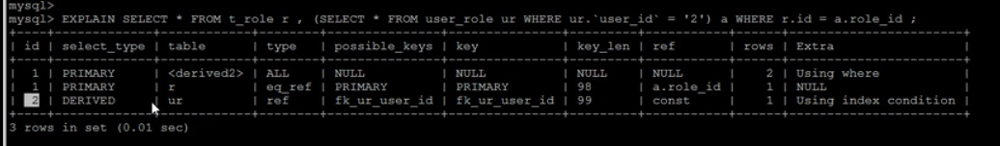 mysql>
mysql> EXPLAIN SELECT * FROM t_role r , (SELECT * FROM user_role ur WHERE ur.`user_id` = '2') a WHERE r.id = a.role_id ;
+----+-------------+------------+--------+---------------+---------------+---------+-----------+------+-----------------------+
| id | select_type | table | type | possible_keys | key | key_len | ref | rows | Extra |
+----+-------------+------------+--------+---------------+---------------+---------+-----------+------+-----------------------+
| 1 | PRIMARY | <derived2> | ALL | NULL | NULL | NULL | NULL | 2 | Using where |
| 1 | PRIMARY | r | eq_ref | PRIMARY | PRIMARY | 98 | a.role_id | 1 | NULL |
| 2 | DERIVED | ur | ref | fk_ur_user_id | fk_ur_user_id | 99 | const | 1 | Using index condition |
+----+-------------+------------+--------+---------------+---------------+---------+-----------+------+-----------------------+
3 rows in set (0.01 sec)